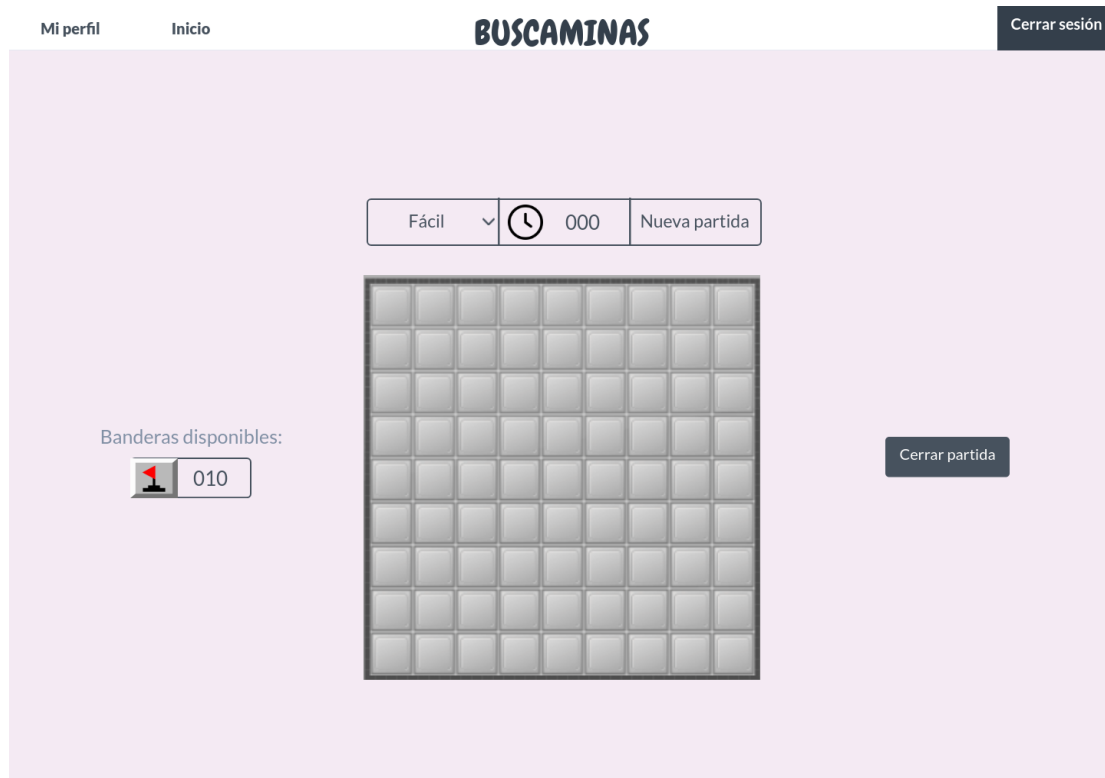 Mi perfil Inicio BUSCAMINAS Cerrar sesión
Fácil 000 Nueva partida
Banderas disponibles:
010
Cerrar partida